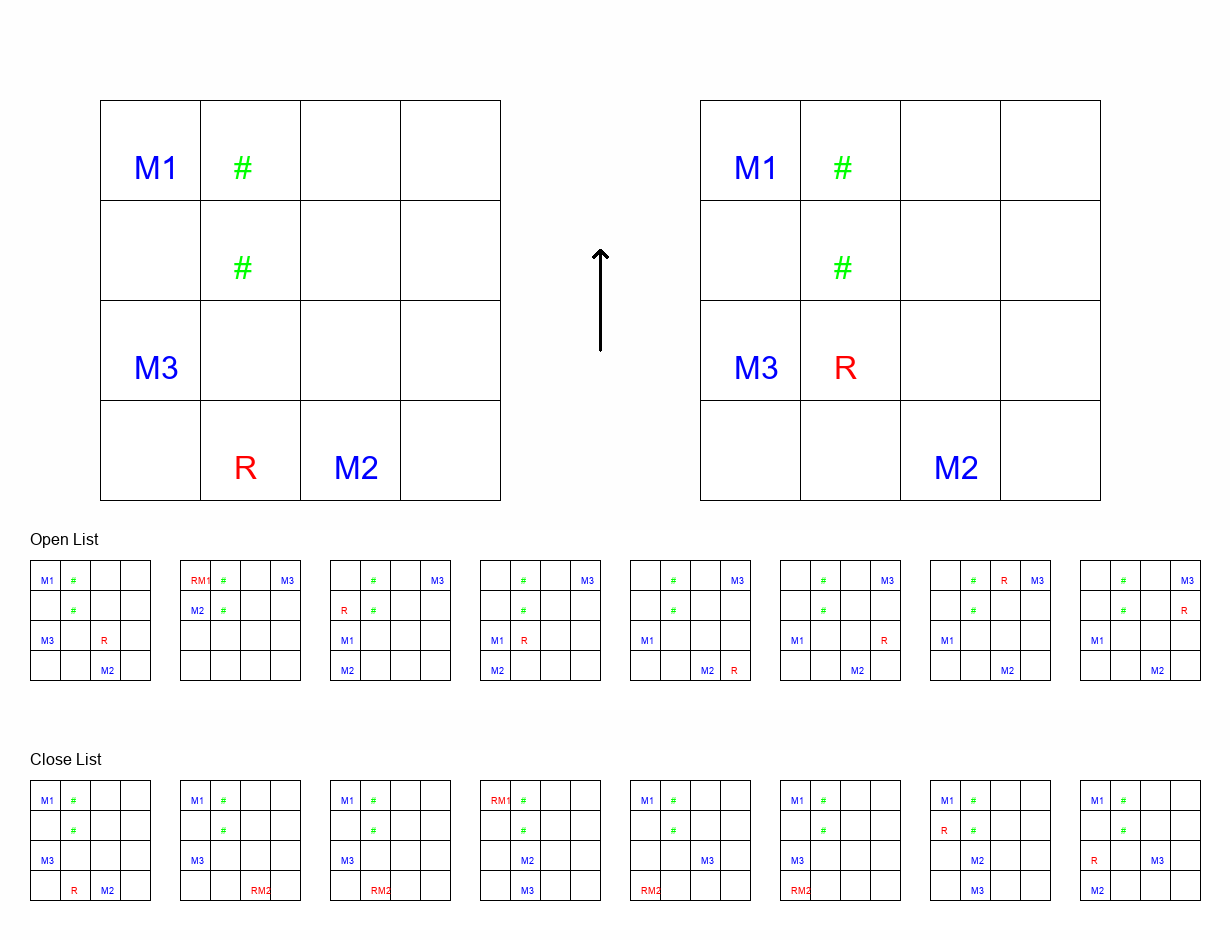 M1 # M1 #
# #
M3 M3 R
R M2 M2
Open List
M1 # RM1 # M3 # M3 # M3 # M3 # M3 # R M3 # M3
# M2 # R # # # # # # R
M3 R M1 M1 R M1 M1 R M1 M1
M2 M2 M2 M2 R M2 M2 M2
Close List
M1 # M1 # M1 # RM1 # M1 # M1 # M1 # M1 #
# # # # # # R # #
M3 M3 M3 M2 M3 M3 M2 R M3
R M2 RM2 RM2 M3 RM2 RM2 M3 M2